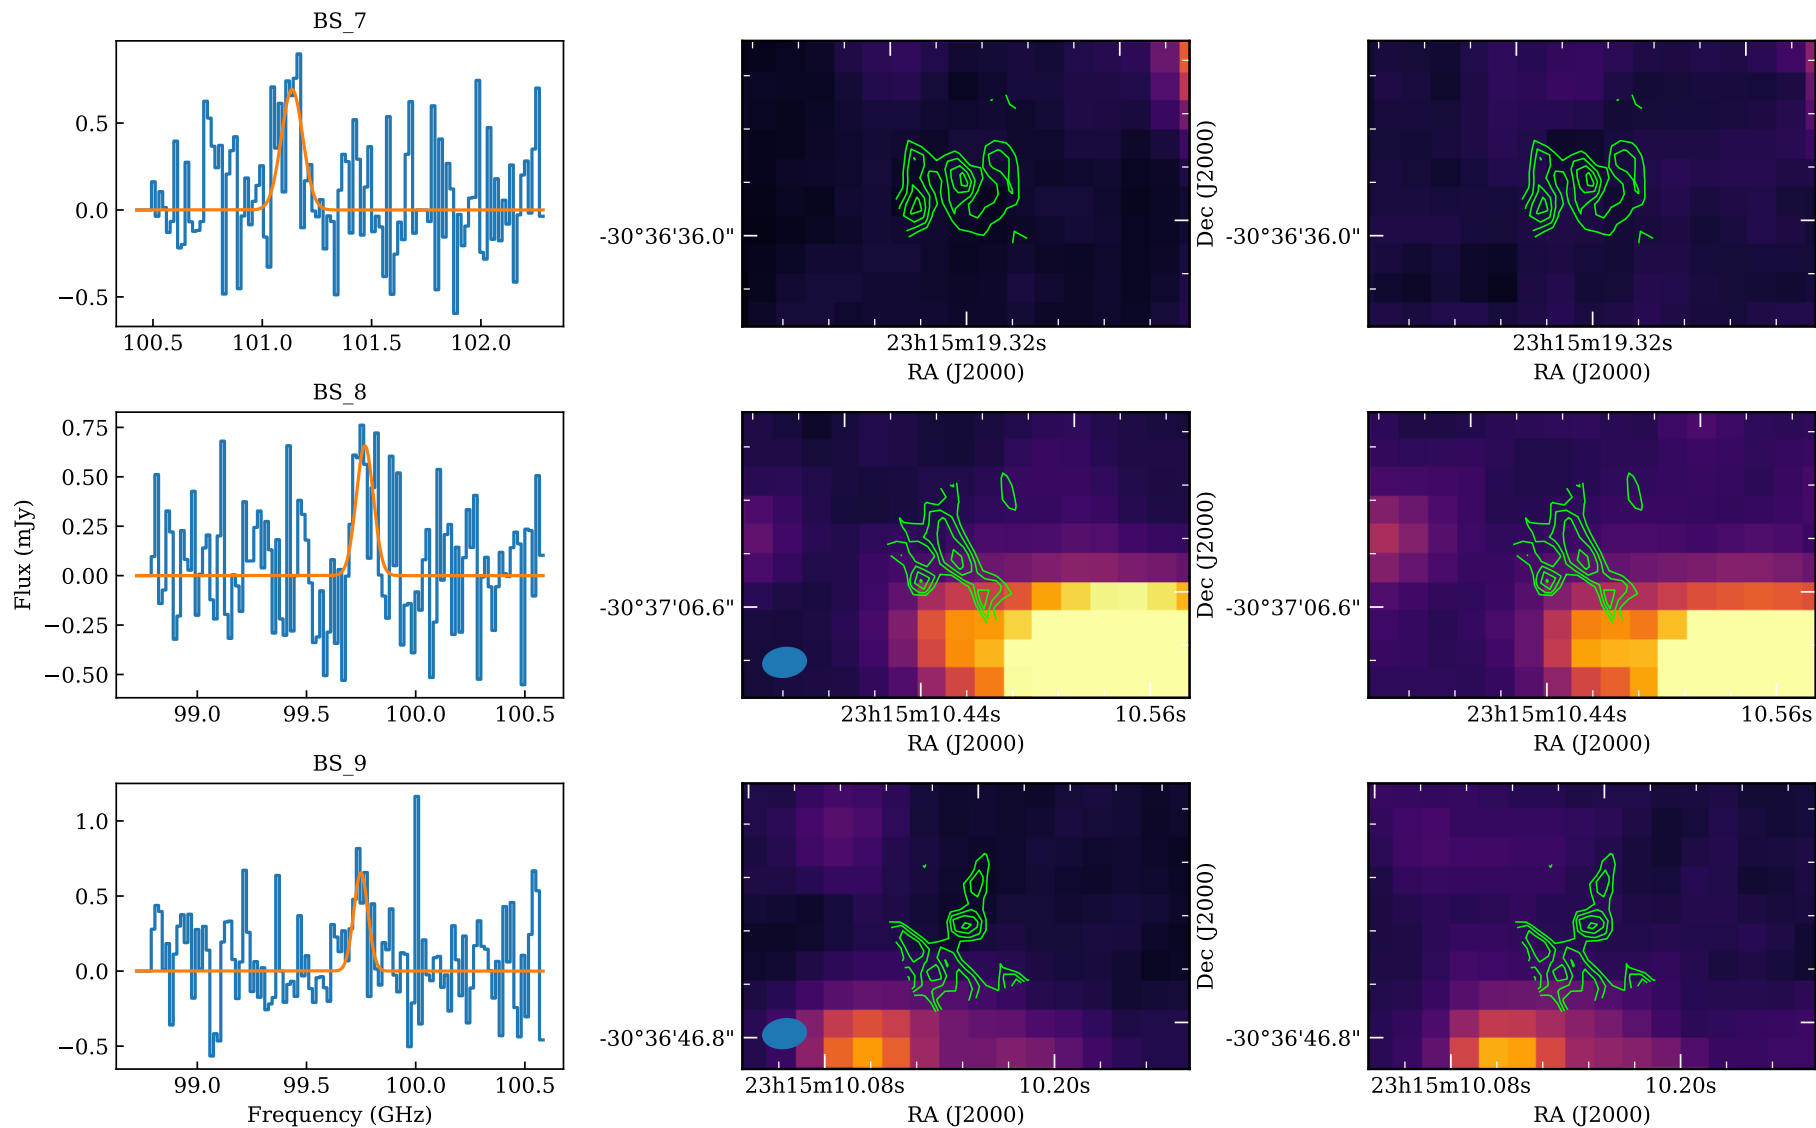 BS_7
0.5
0.0
−0.5
100.5 101.0 101.5 102.0
-30°36'36.0"
23h15m19.32s
RA (J2000)
Dec (J2000)
-30°36'36.0"
23h15m19.32s
RA (J2000)
BS_8
Flux (mJy)
0.75
0.50
0.25
0.00
−0.25
−0.50
99.0 99.5 100.0 100.5
-30°37'06.6"
23h15m10.44s 10.56s
RA (J2000)
Dec (J2000)
-30°37'06.6"
23h15m10.44s 10.56s
RA (J2000)
BS_9
1.0
0.5
0.0
−0.5
99.0 99.5 100.0 100.5
Frequency (GHz)
-30°36'46.8"
23h15m10.08s 10.20s
RA (J2000)
Dec (J2000)
-30°36'46.8"
23h15m10.08s 10.20s
RA (J2000)